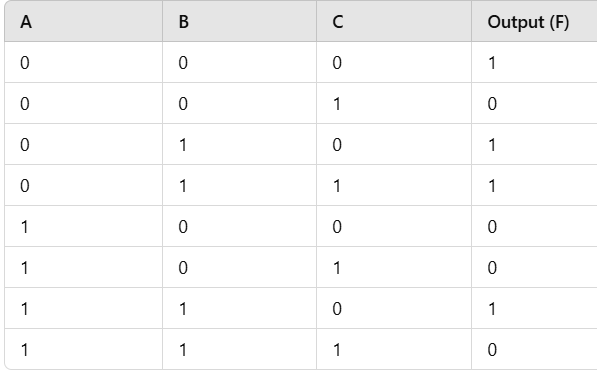 A B C Output (F)
0 0 0 1
0 0 1 0
0 1 0 1
0 1 1 1
1 0 0 0
1 0 1 0
1 1 0 1
1 1 1 0